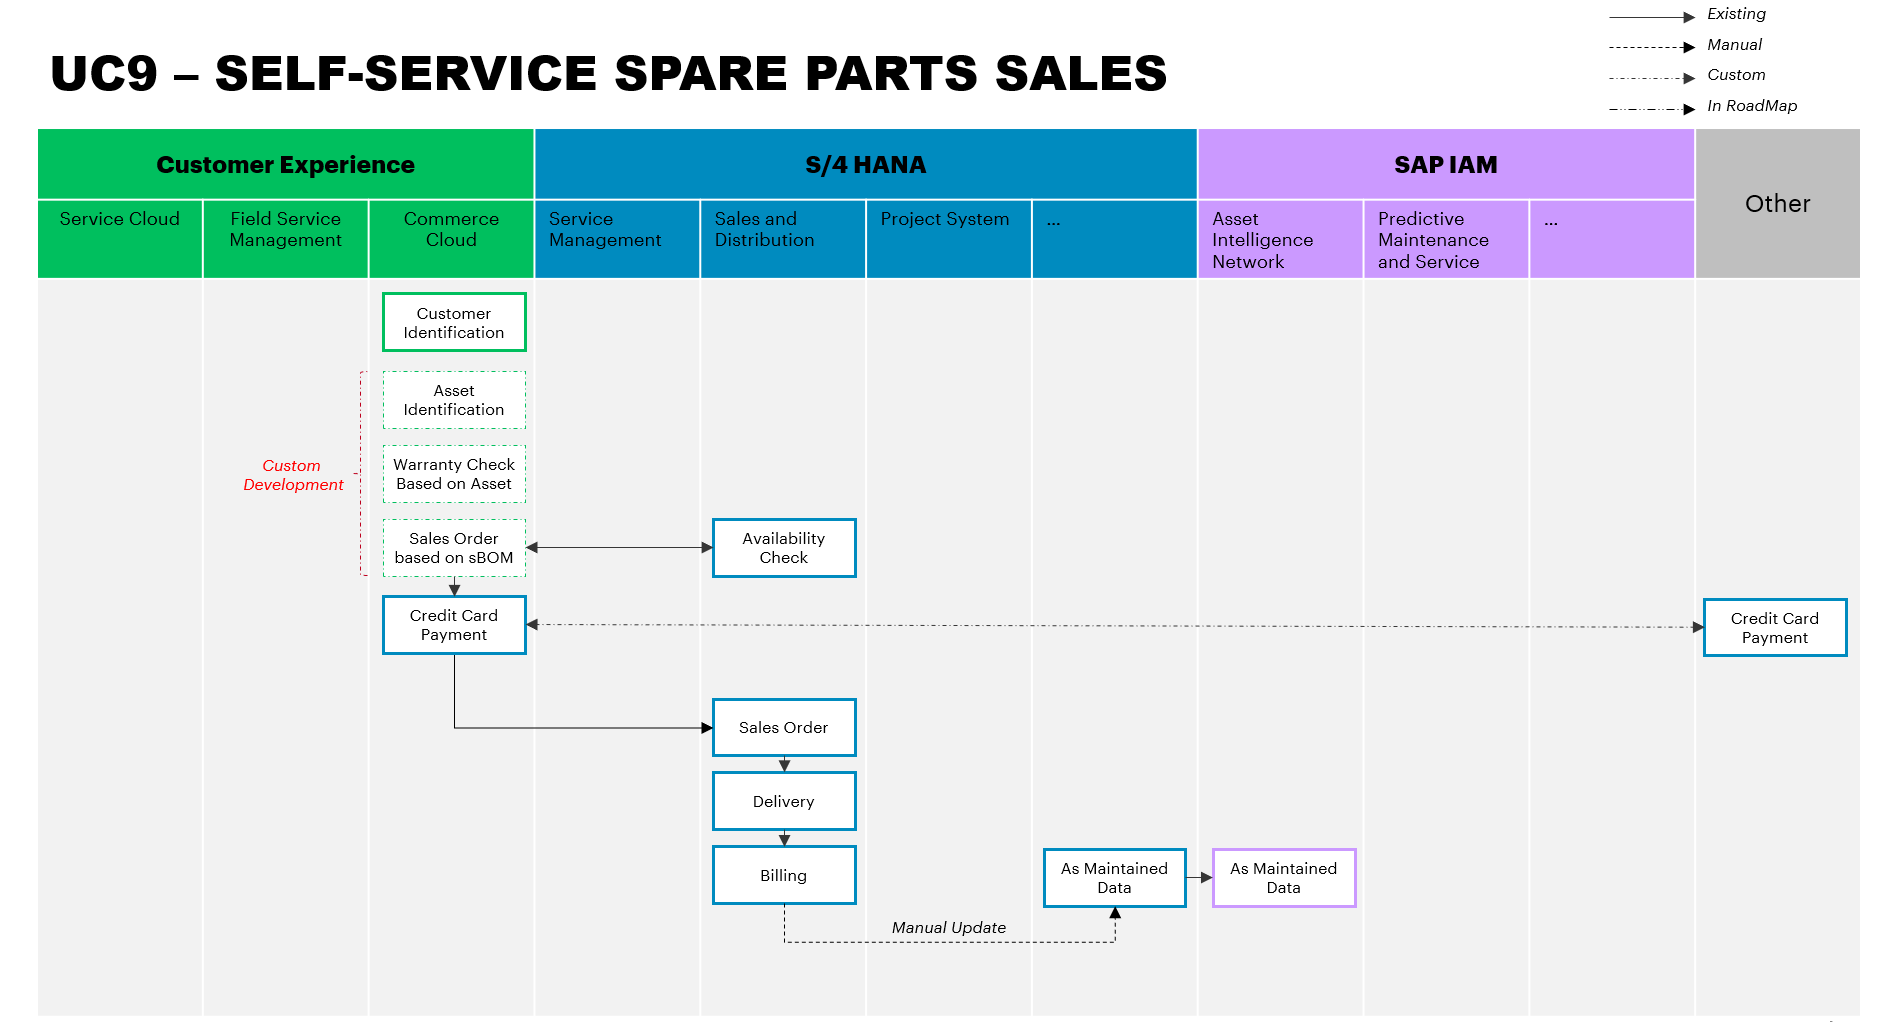 Existing
Manual
Custom
In RoadMap
UC9 – SELF-SERVICE SPARE PARTS SALES
Customer Experience
S/4 HANA
SAP IAM
Other
Service Cloud
Field Service
Management
Commerce
Cloud
Service
Management
Sales and
Distribution
Project System
...
Asset
Intelligence
Network
Predictive
Maintenance
and Service
...
Customer
Identification
Asset
Identification
Custom
Development
Warranty Check
Based on Asset
Sales Order
based on sBOM
Availability
Check
Credit Card
Payment
Credit Card
Payment
Sales Order
Delivery
Billing
As Maintained
Data
As Maintained
Data
Manual Update